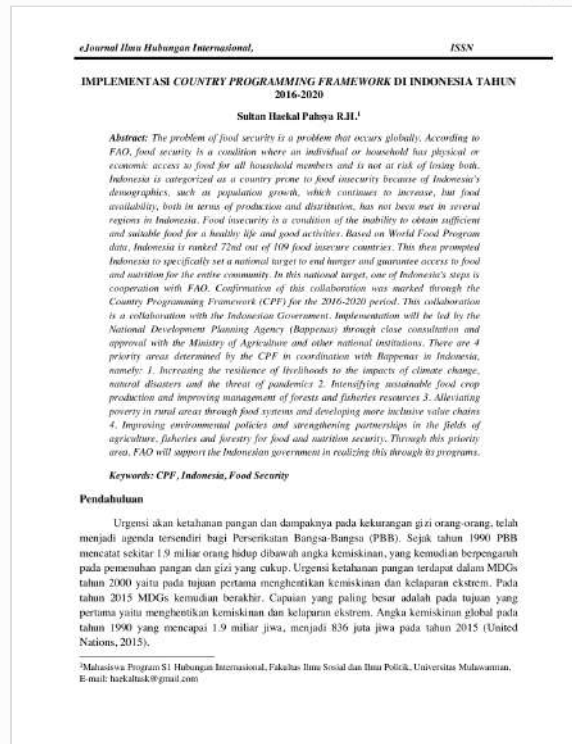 eJournal Ilmu Hubungan Internasional, ISSN
IMPLEMENTASI COUNTRY PROGRAMMING FRAMEWORK DI INDONESIA TAHUN
2016-2020
Sultan Haekal Pahsya R.H.¹
Abstract: The problem of food security is a problem that occurs globally. According to
FAO, food security is a condition where an individual or household has physical or
economic access to food for all household members and is not at risk of losing both.
Indonesia is categorized as a country prone to food insecurity because of Indonesia's
demographics, such as population growth, which continues to increase, but food
availability, both in terms of production and distribution, has not been met in several
regions in Indonesia. Food insecurity is a condition of the inability to obtain sufficient
and suitable food for a healthy life and good activities. Based on World Food Program
data, Indonesia is ranked 72nd out of 109 food insecure countries. This then prompted
Indonesia to specifically set a national target to end hunger and guarantee access to food
and nutrition for the entire community. In this national target, one of Indonesia's steps is
cooperation with FAO. Confirmation of this collaboration was marked through the
Country Programming Framework (CPF) for the 2016-2020 period. This collaboration
is a collaboration with the Indonesian Government. Implementation will be led by the
National Development Planning Agency (Bappenas) through close consultation and
approval with the Ministry of Agriculture and other national institutions. There are 4
priority areas determined by the CPF in coordination with Bappenas in Indonesia,
namely: 1. Increasing the resilience of livelihoods to the impacts of climate change,
natural disasters and the threat of pandemics 2. Intensifying sustainable food crop
production and improving management of forests and fisheries resources 3. Alleviating
poverty in rural areas through food systems and developing more inclusive value chains
4. Improving environmental policies and strengthening partnerships in the fields of
agriculture, fisheries and forestry for food and nutrition security. Through this priority
area, FAO will support the Indonesian government in realizing this through its programs.
Keywords: CPF, Indonesia, Food Security
Pendahuluan
Urgensi akan ketahanan pangan dan dampaknya pada kekurangan gizi orang-orang, telah
menjadi agenda tersendiri bagi Perserikatan Bangsa-Bangsa (PBB). Sejak tahun 1990 PBB
mencatat sekitar 1.9 miliar orang hidup dibawah angka kemiskinan, yang kemudian berpengaruh
pada pemenuhan pangan dan gizi yang cukup. Urgensi ketahanan pangan terdapat dalam MDGs
tahun 2000 yaitu pada tujuan pertama menghentikan kemiskinan dan kelaparan ekstrem. Pada
tahun 2015 MDGs kemudian berakhir. Capaian yang paling besar adalah pada tujuan yang
pertama yaitu menghentikan kemiskinan dan kelaparan ekstrem. Angka kemiskinan global pada
tahun 1990 yang mencapai 1.9 miliar jiwa, menjadi 836 juta jiwa pada tahun 2015 (United
Nations, 2015).
¹Mahasiswa Program S1 Hubungan Internasional, Fakultas Ilmu Sosial dan Ilmu Politik, Universitas Mulawarman.
E-mail: haekaltask@gmail.com